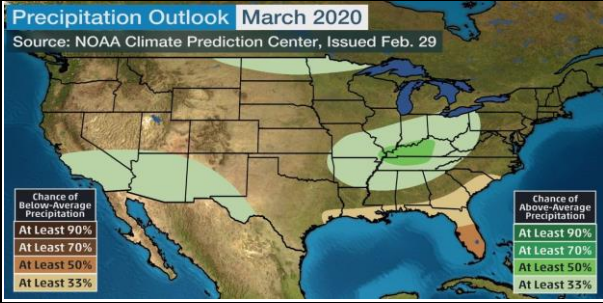 Precipitation Outlook March 2020
Source: NOAA Climate Prediction Center, Issued Feb. 29
Chance of
Below-Average
Precipitation
At Least 90%
At Least 70%
At Least 50%
At Least 33%
Chance of
Above-Average
Precipitation
At Least 90%
At Least 70%
At Least 50%
At Least 33%